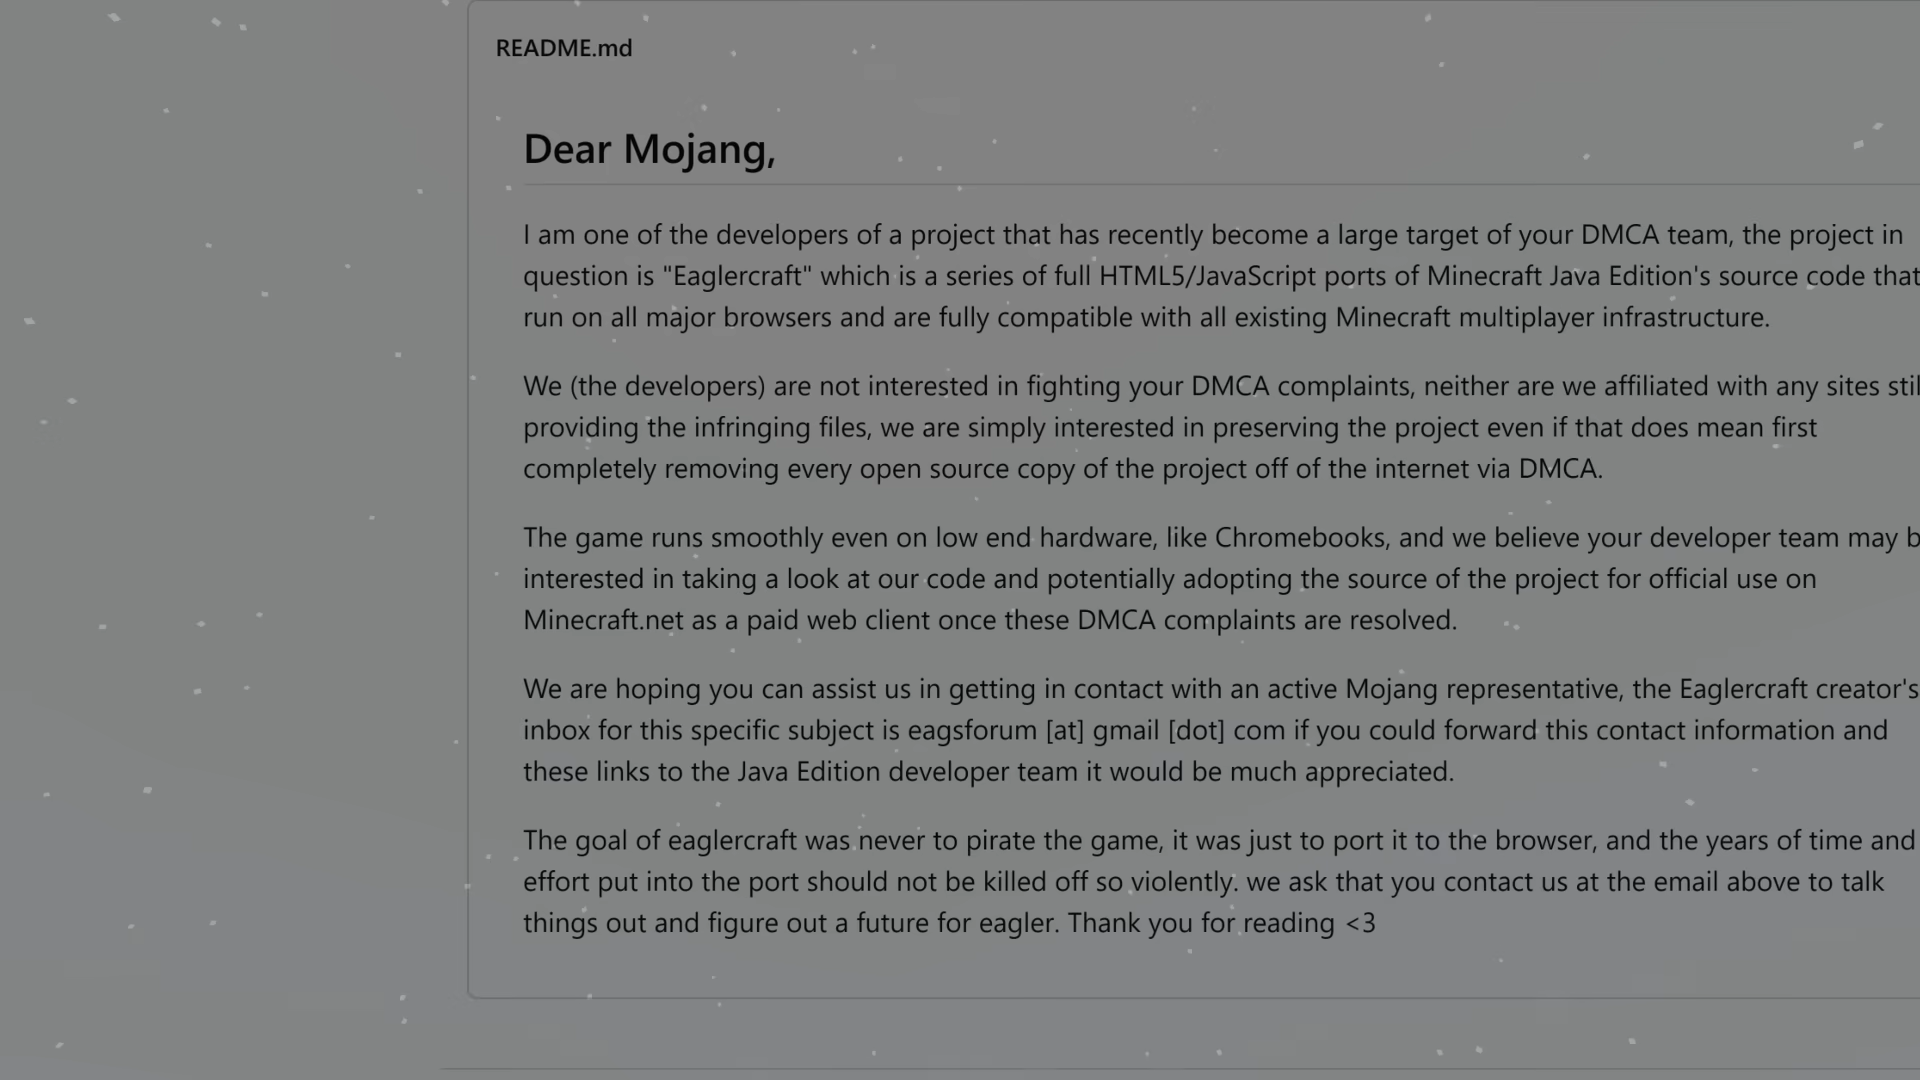 README.md
Dear Mojang,
I am one of the developers of a project that has recently become a large target of your DMCA team, the project in
question is "Eaglercraft" which is a series of full HTML5/JavaScript ports of Minecraft Java Edition's source code that
run on all major browsers and are fully compatible with all existing Minecraft multiplayer infrastructure.
We (the developers) are not interested in fighting your DMCA complaints, neither are we affiliated with any sites stil
providing the infringing files, we are simply interested in preserving the project even if that does mean first
completely removing every open source copy of the project off of the internet via DMCA.
The game runs smoothly even on low end hardware, like Chromebooks, and we believe your developer team may b
interested in taking a look at our code and potentially adopting the source of the project for official use on
Minecraft.net as a paid web client once these DMCA complaints are resolved.
We are hoping you can assist us in getting in contact with an active Mojang representative, the Eaglercraft creator's
inbox for this specific subject is eagsforum [at] gmail [dot] com if you could forward this contact information and
these links to the Java Edition developer team it would be much appreciated.
The goal of eaglercraft was never to pirate the game, it was just to port it to the browser, and the years of time and
effort put into the port should not be killed off so violently. we ask that you contact us at the email above to talk
things out and figure out a future for eagler. Thank you for reading <3